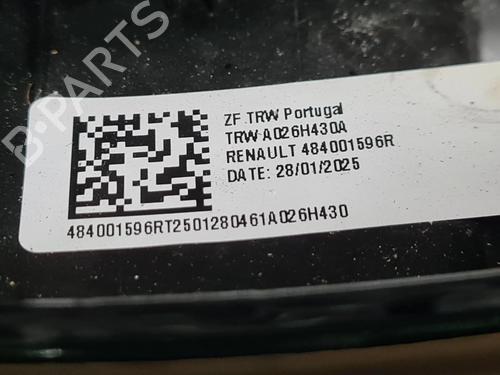 ZF TRW Portugal
TRW A026H430A
RENAULT 484001596R
DATE: 28/01/2025
484001596RT2501280461A026H430
B-PARTS